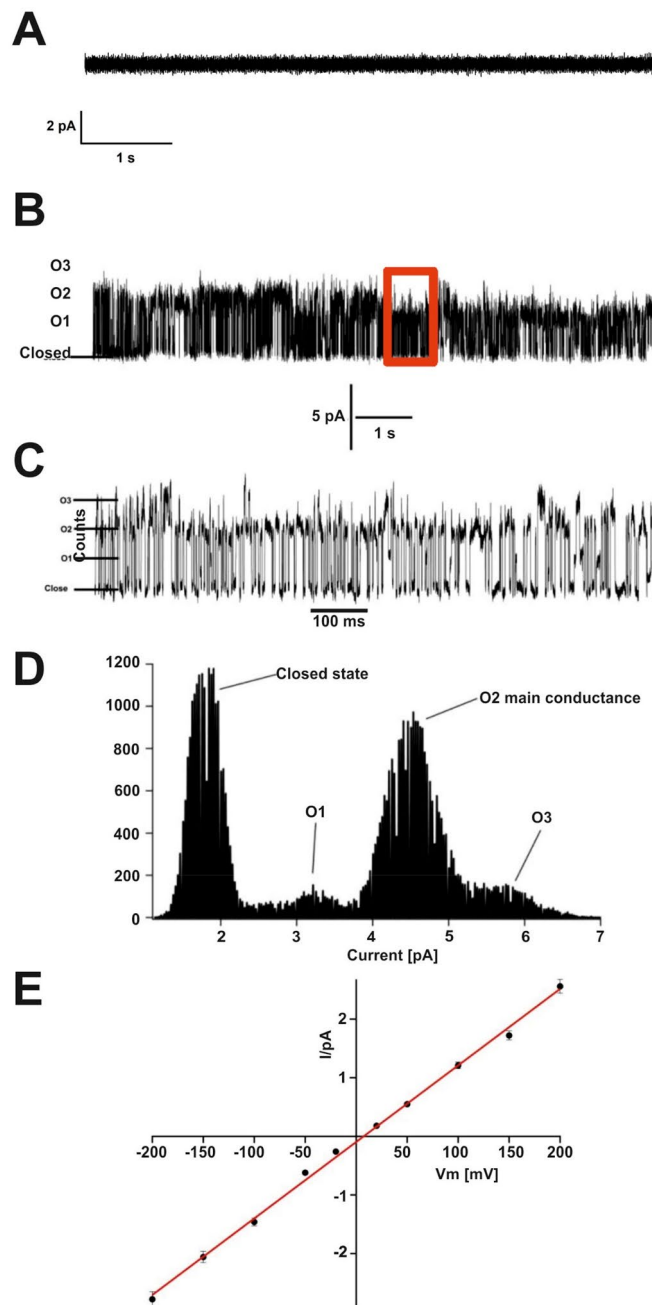 A
2 pA
1 s
B
O3
O2
O1
Closed
5 pA
1 s
C
O3
O2
Counts
O1
Close
100 ms
D
1200
1000
800
600
400
200
0
Closed state
O2 main conductance
O1
O3
2 3 4 5 6 7
Current [pA]
E
I/pA
2
1
-200 -150 -100 -50 50 100 150 200
Vm [mV]
-1
-2